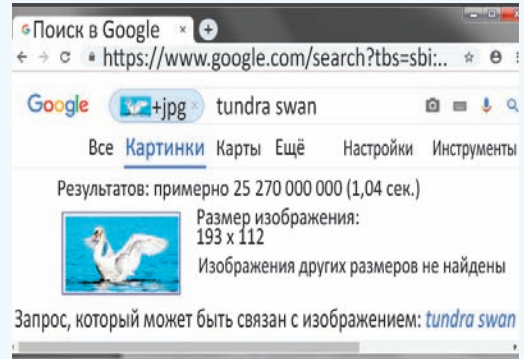 Поиск в Google
https://www.google.com/search?tbs=sbi:..
Google +jpg tundra swan
Все Картинки Карты Ещё Настройки Инструменты
Результатов: примерно 25 270 000 000 (1,04 сек.)
Размер изображения:
193 x 112
Изображения других размеров не найдены
Запрос, который может быть связан с изображением: tundra swan